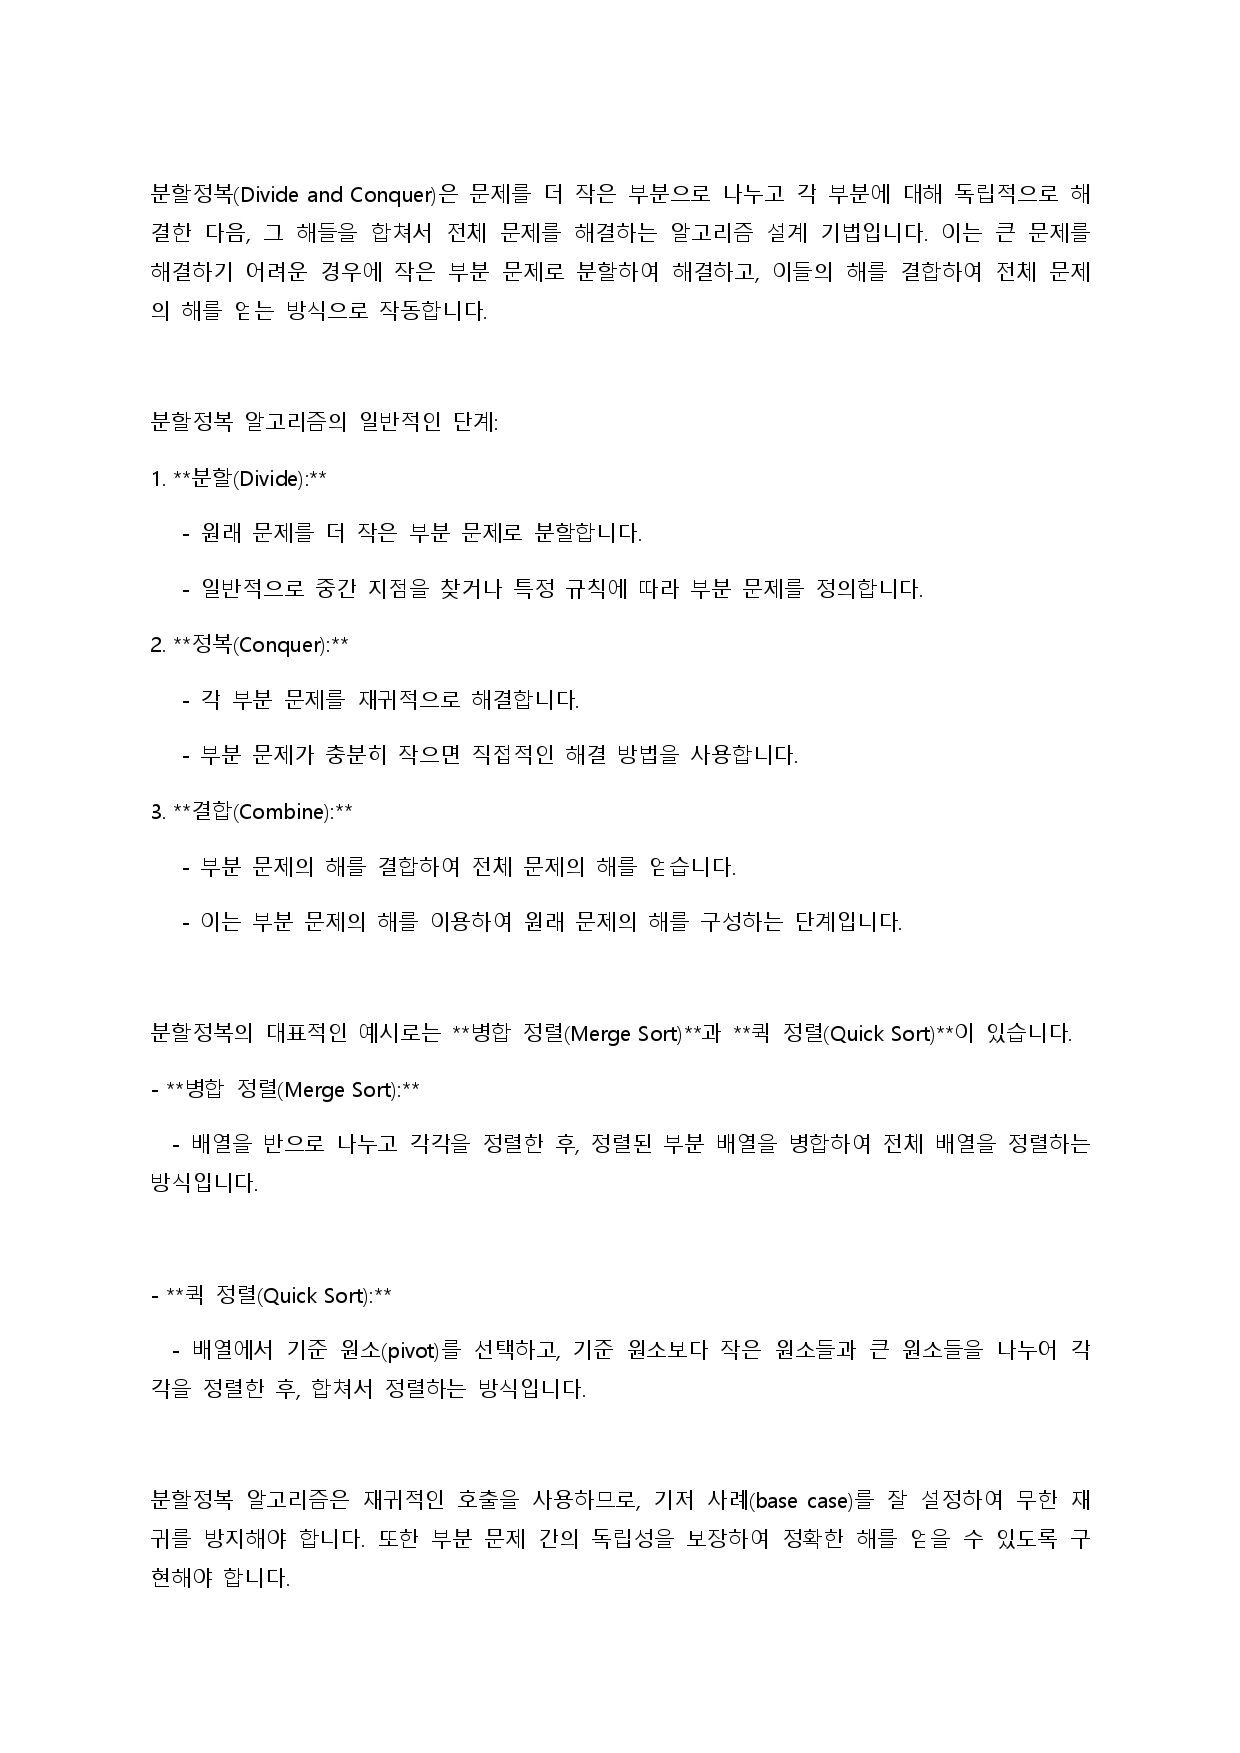 분할정복(Divide and Conquer)은 문제를 더 작은 부분으로 나누고 각 부분에 대해 독립적으로 해
결한 다음, 그 해들을 합쳐서 전체 문제를 해결하는 알고리즘 설계 기법입니다. 이는 큰 문제를
해결하기 어려운 경우에 작은 부분 문제로 분할하여 해결하고, 이들의 해를 결합하여 전체 문제
의 해를 얻는 방식으로 작동합니다.
분할정복 알고리즘의 일반적인 단계:
1. **분할(Divide):**
- 원래 문제를 더 작은 부분 문제로 분할합니다.
- 일반적으로 중간 지점을 찾거나 특정 규칙에 따라 부분 문제를 정의합니다.
2. **정복(Conquer):**
- 각 부분 문제를 재귀적으로 해결합니다.
- 부분 문제가 충분히 작으면 직접적인 해결 방법을 사용합니다.
3. **결합(Combine):**
- 부분 문제의 해를 결합하여 전체 문제의 해를 얻습니다.
- 이는 부분 문제의 해를 이용하여 원래 문제의 해를 구성하는 단계입니다.
분할정복의 대표적인 예시로는 **병합 정렬(Merge Sort)**과 **퀵 정렬(Quick Sort)**이 있습니다.
- **병합 정렬(Merge Sort):**
- 배열을 반으로 나누고 각각을 정렬한 후, 정렬된 부분 배열을 병합하여 전체 배열을 정렬하는
방식입니다.
- **퀵 정렬(Quick Sort):**
- 배열에서 기준 원소(pivot)를 선택하고, 기준 원소보다 작은 원소들과 큰 원소들을 나누어 각
각을 정렬한 후, 합쳐서 정렬하는 방식입니다.
분할정복 알고리즘은 재귀적인 호출을 사용하므로, 기저 사례(base case)를 잘 설정하여 무한 재
귀를 방지해야 합니다. 또한 부분 문제 간의 독립성을 보장하여 정확한 해를 얻을 수 있도록 구
현해야 합니다.